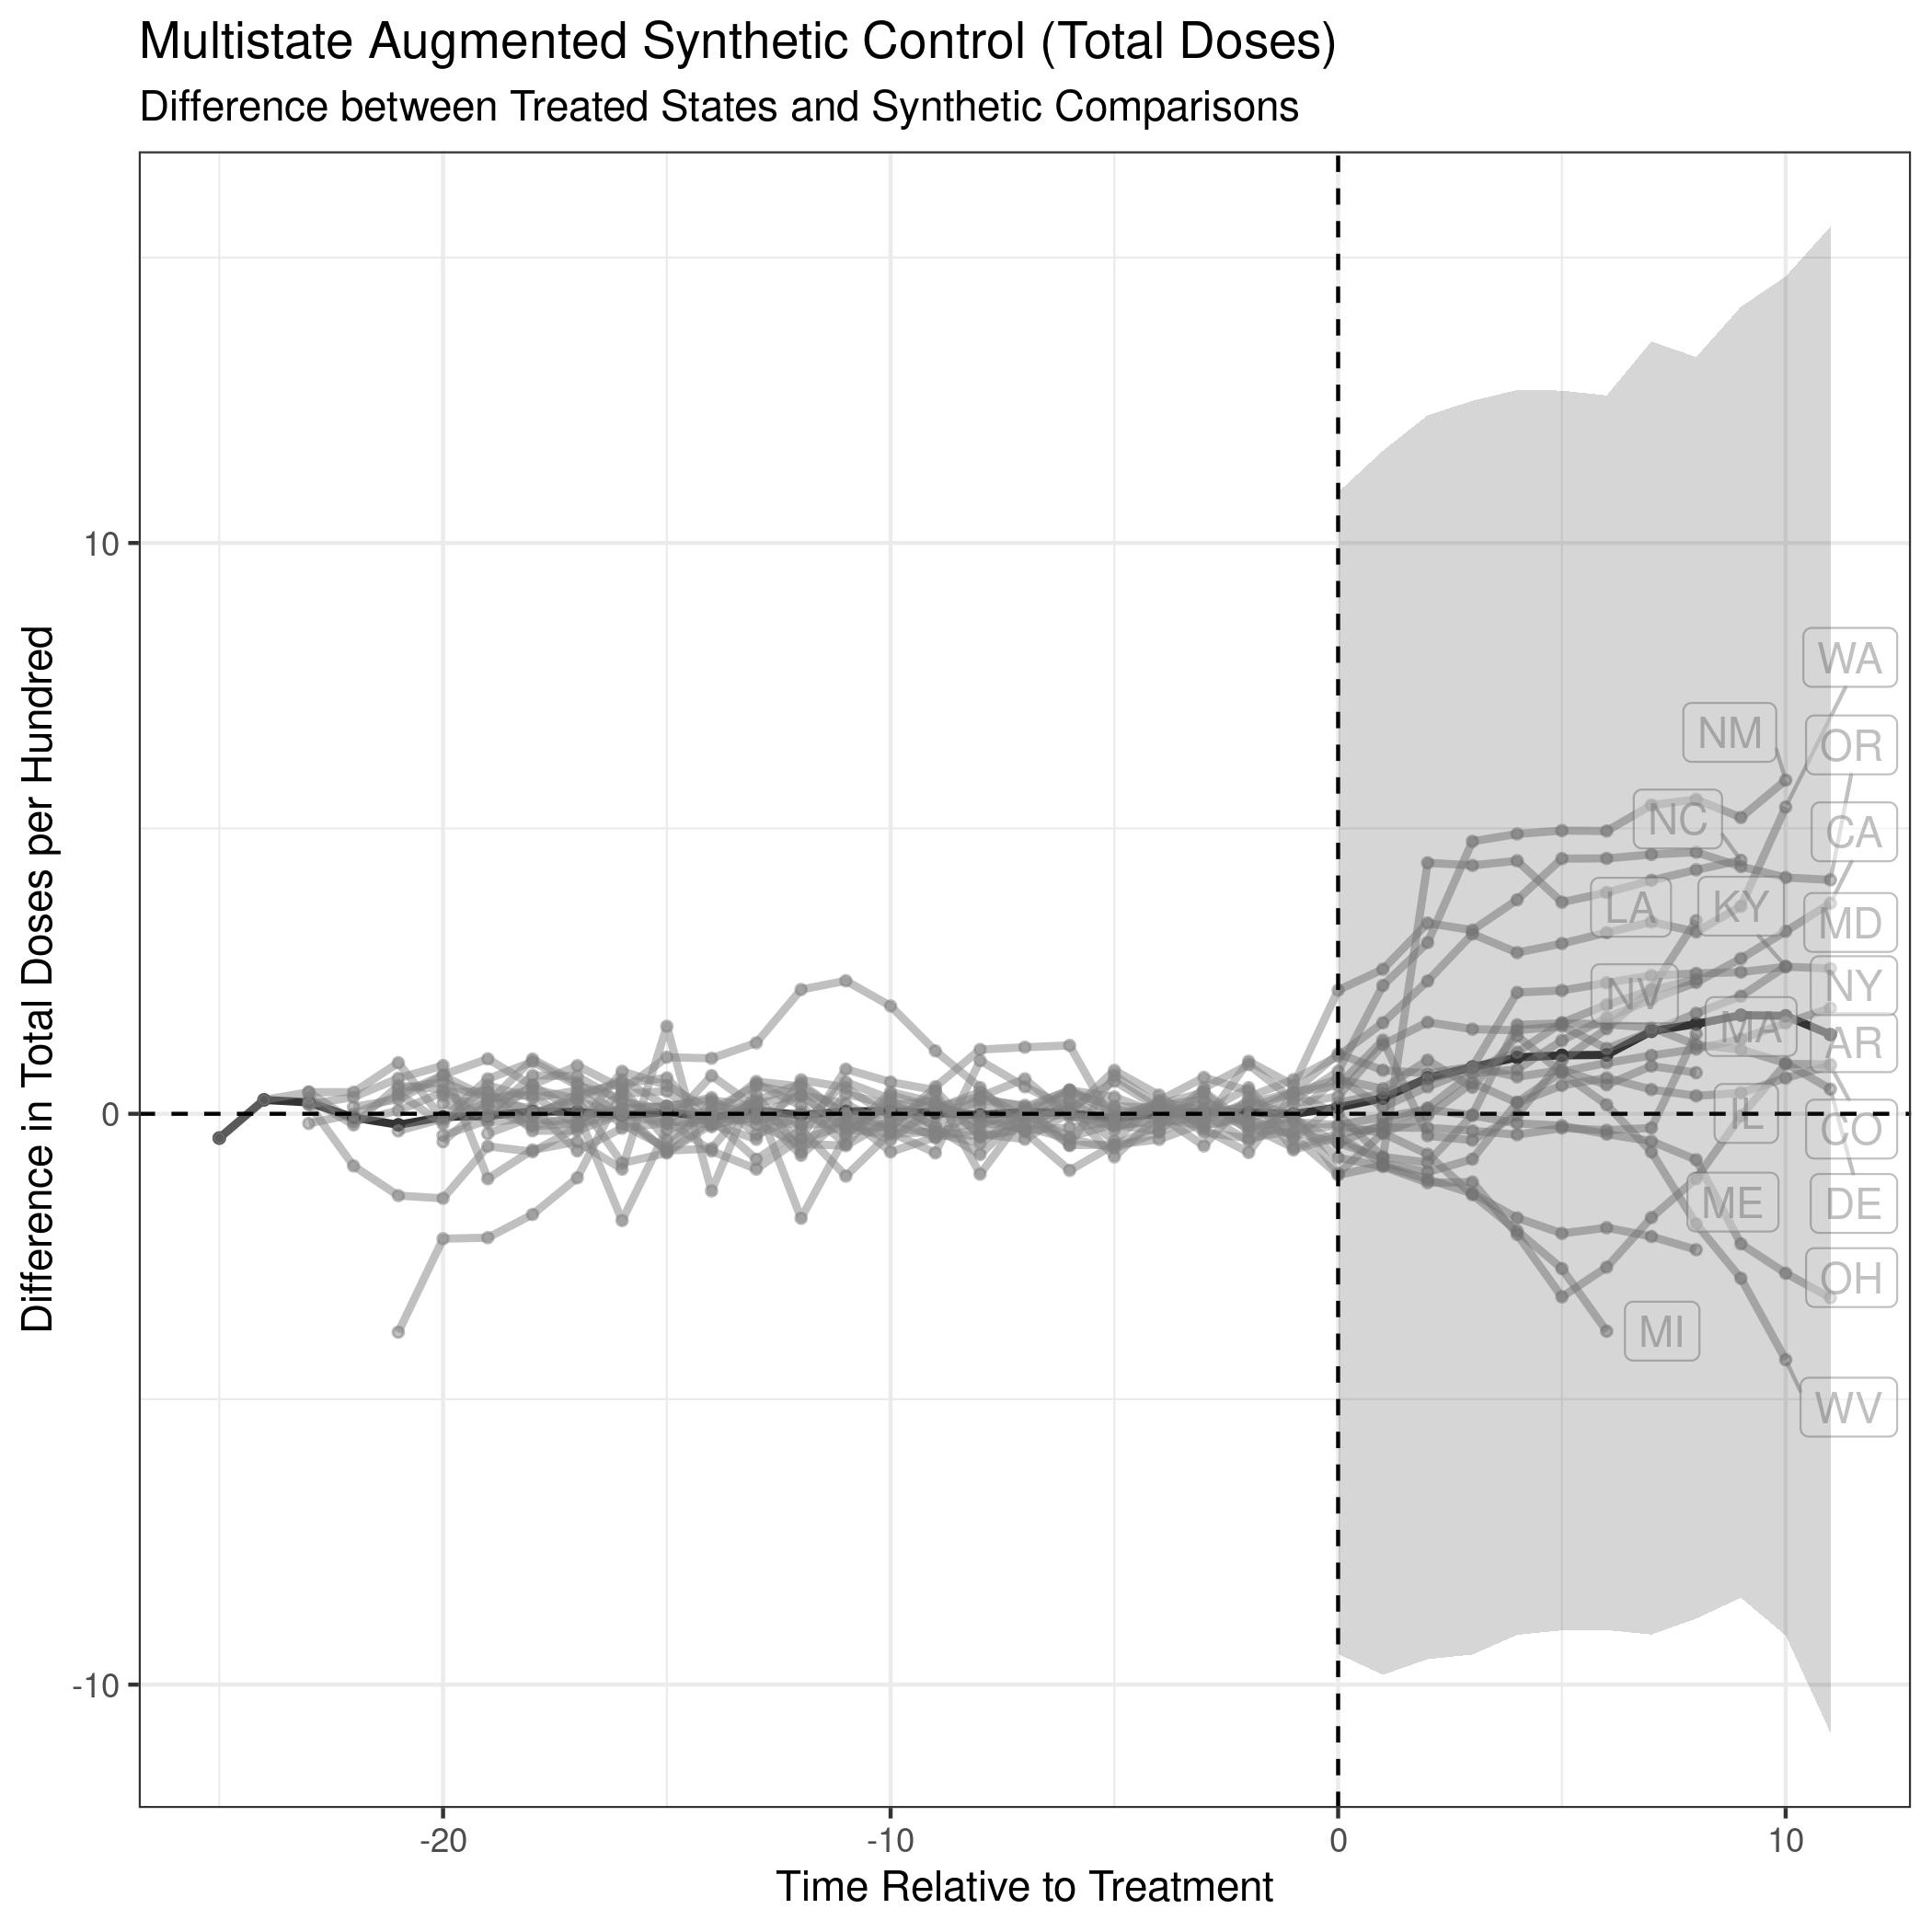 Multistate Augmented Synthetic Control (Total Doses)
Difference between Treated States and Synthetic Comparisons
Difference in Total Doses per Hundred
10
0
-10
WA
NM
OR
NC
CA
LA
KY
MD
NV
NY
MA
AR
IL
CO
ME
DE
OH
MI
WV
-20
-10
0
10
Time Relative to Treatment